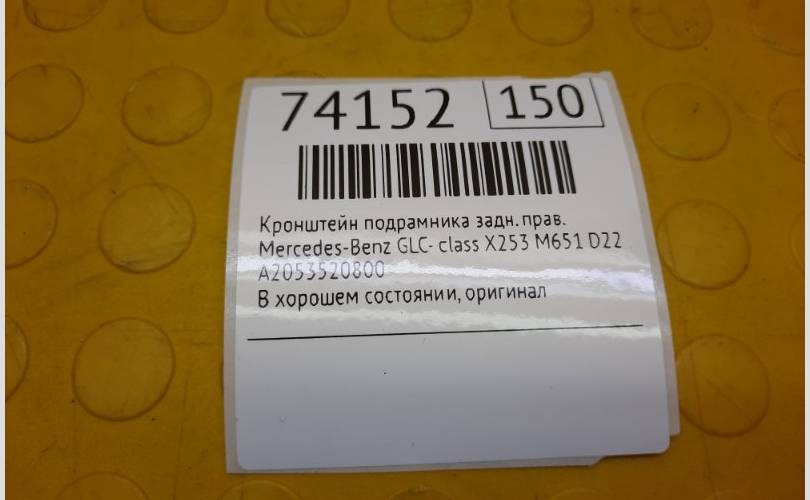 74152 150
Кронштейн подрамника задн. прав.
Mercedes-Benz GLC- class X253 M651 D22
A2053520800
В хорошем состоянии, оригинал